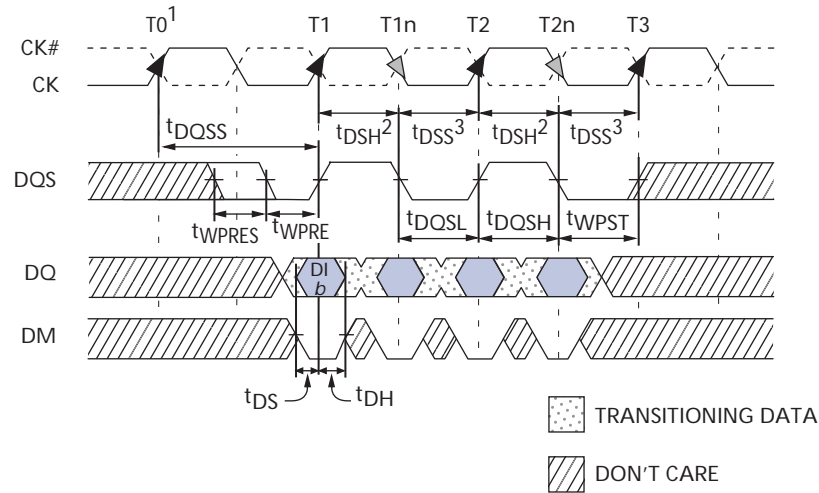 T0¹ T1 T1n T2 T2n T3
CK#
CK
tDSH² tDSS³ tDSH² tDSS³
tDQSS
DQS
tDQSL tDQSH tWPST
tWPRES tWPRE
DQ
DI
b
DM
tDS tDH
TRANSITIONING DATA
DON'T CARE